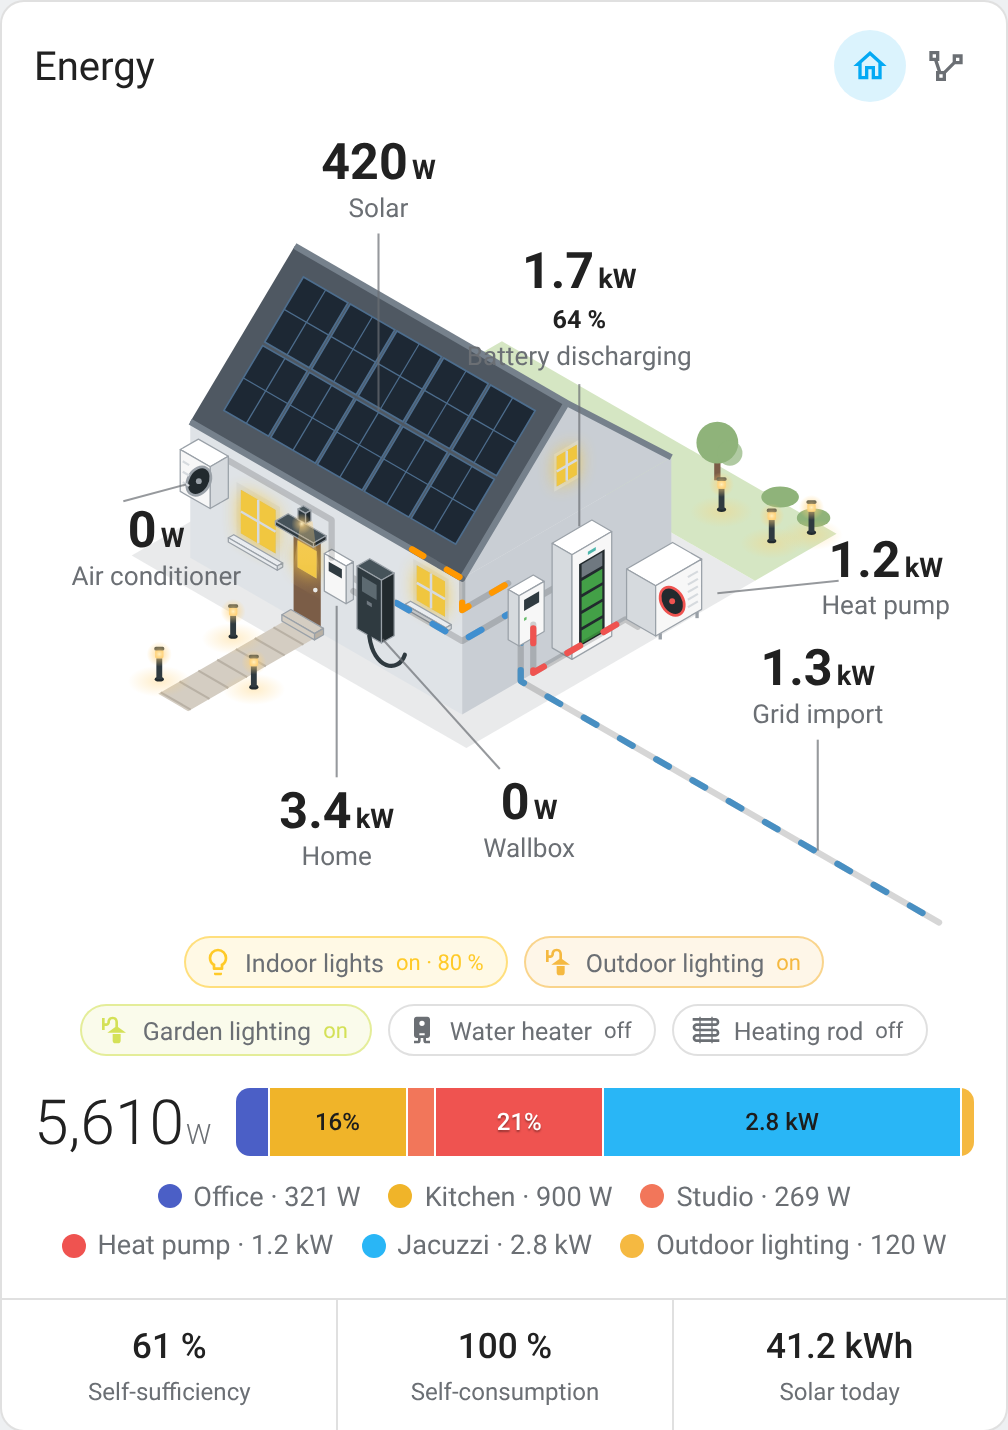 Energy
420 W
Solar
1.7 kW
64 %
Battery discharging
0 W
Air conditioner
1.2 kW
Heat pump
1.3 kW
Grid import
3.4 kW
Home
0 W
Wallbox
Indoor lights on · 80 %
Outdoor lighting on
Garden lighting on
Water heater off
Heating rod off
5,610 W
16%
21%
2.8 kW
Office · 321 W
Kitchen · 900 W
Studio · 269 W
Heat pump · 1.2 kW
Jacuzzi · 2.8 kW
Outdoor lighting · 120 W
61 %
Self-sufficiency
100 %
Self-consumption
41.2 kWh
Solar today